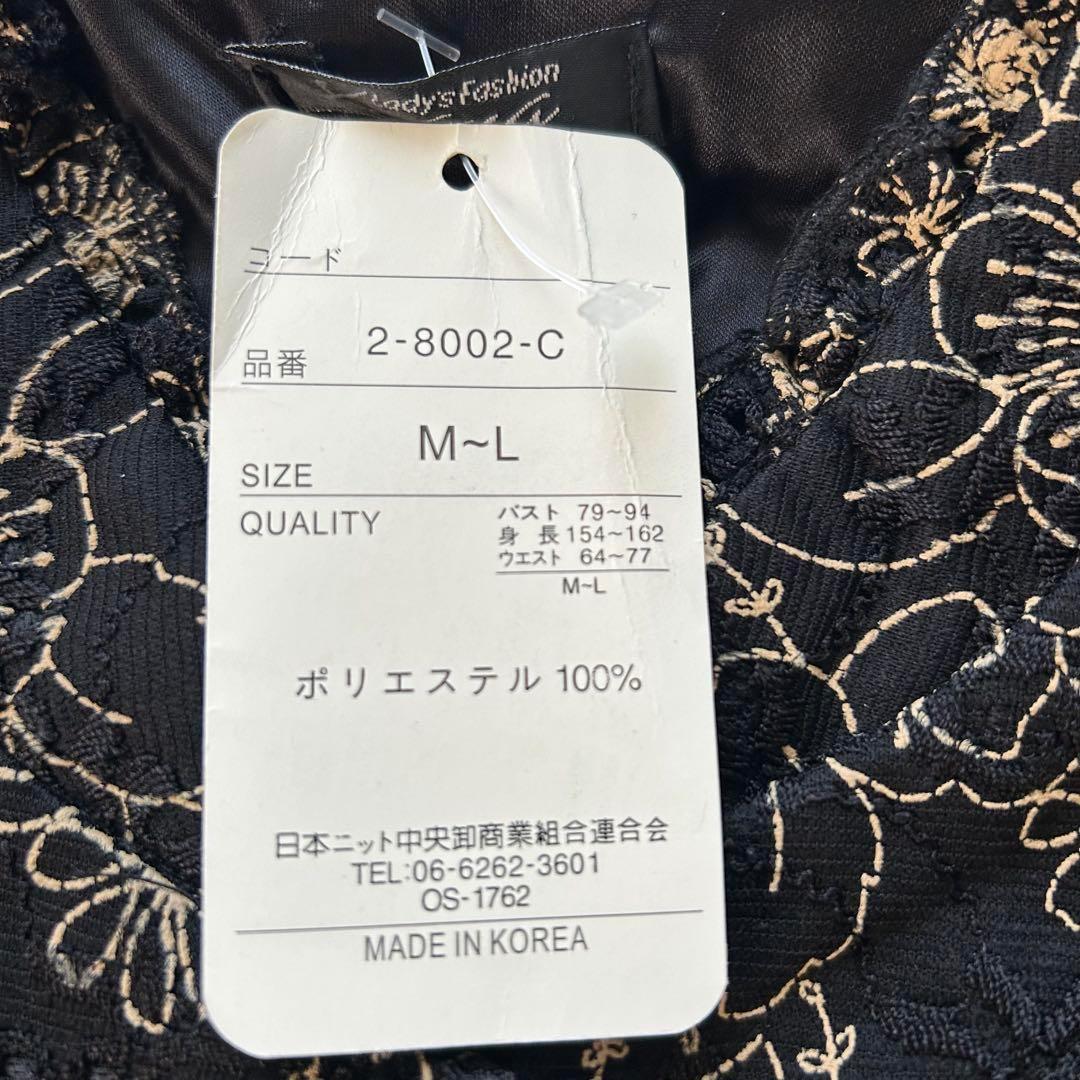 Lady's Fashion
コード
品番 2-8002-C
SIZE M~L
QUALITY
バスト 79~94
身 長 154~162
ウエスト 64~77
M~L
ポリエステル 100%
日本ニット中央卸商業組合連合会
TEL:06-6262-3601
OS-1762
MADE IN KOREA